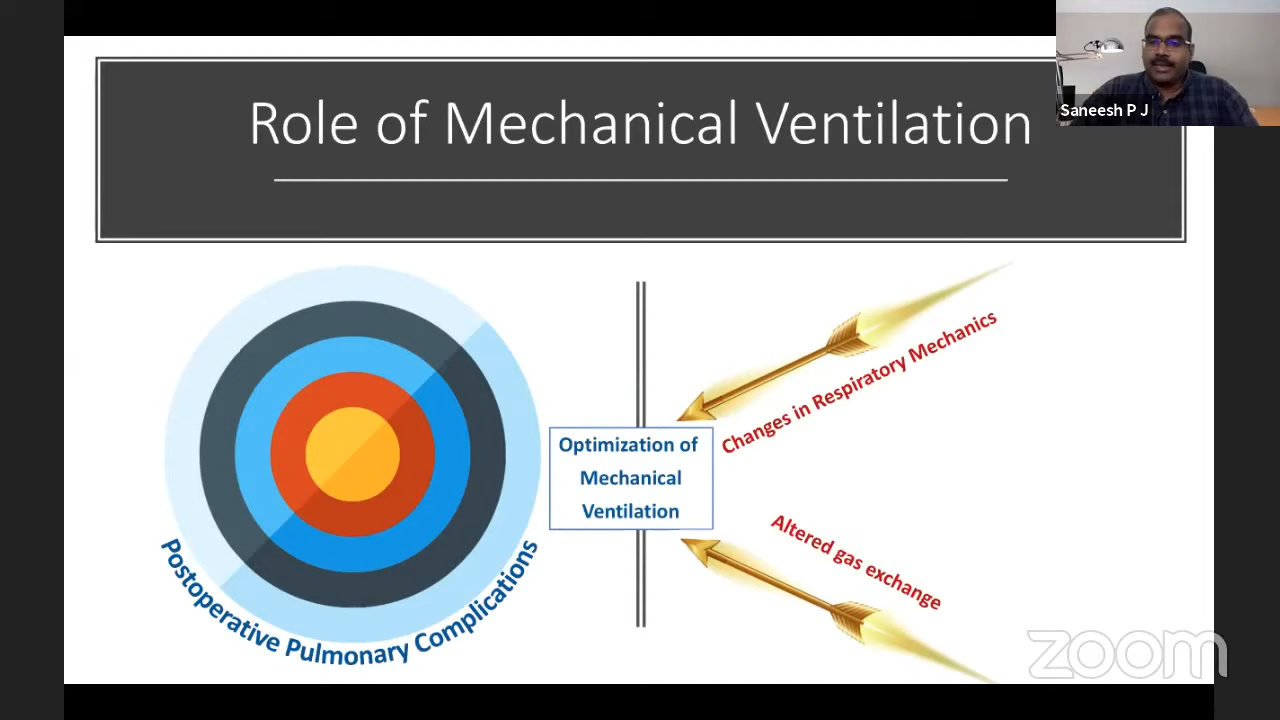 Role of Mechanical Ventilation
Saneesh P J
Postoperative Pulmonary Complications
Optimization of
Mechanical
Ventilation
Changes in Respiratory Mechanics
Altered gas exchange
zoom